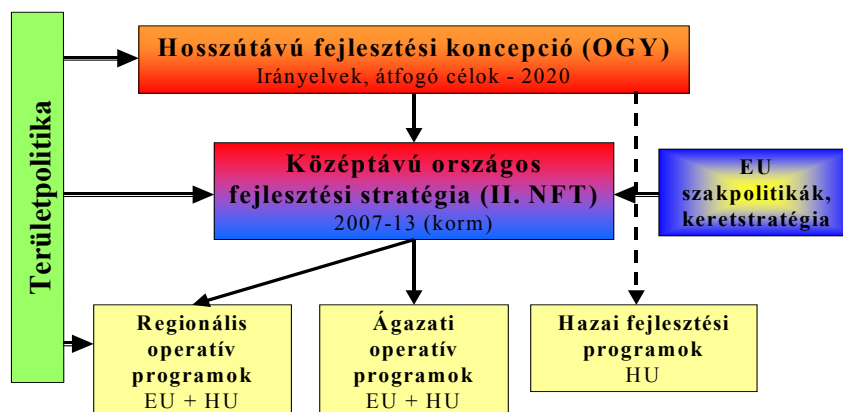 Területpolitika
Hosszútávú fejlesztési koncepció (OGY)
Irányelvek, átfogó célok - 2020
Középtávú országos
fejlesztési stratégia (II. NFT)
2007-13 (korm)
EU
szakpolitikák,
keretstratégia
Regionális
operatív
programok
EU + HU
Ágazati
operatív
programok
EU + HU
Hazai fejlesztési
programok
HU